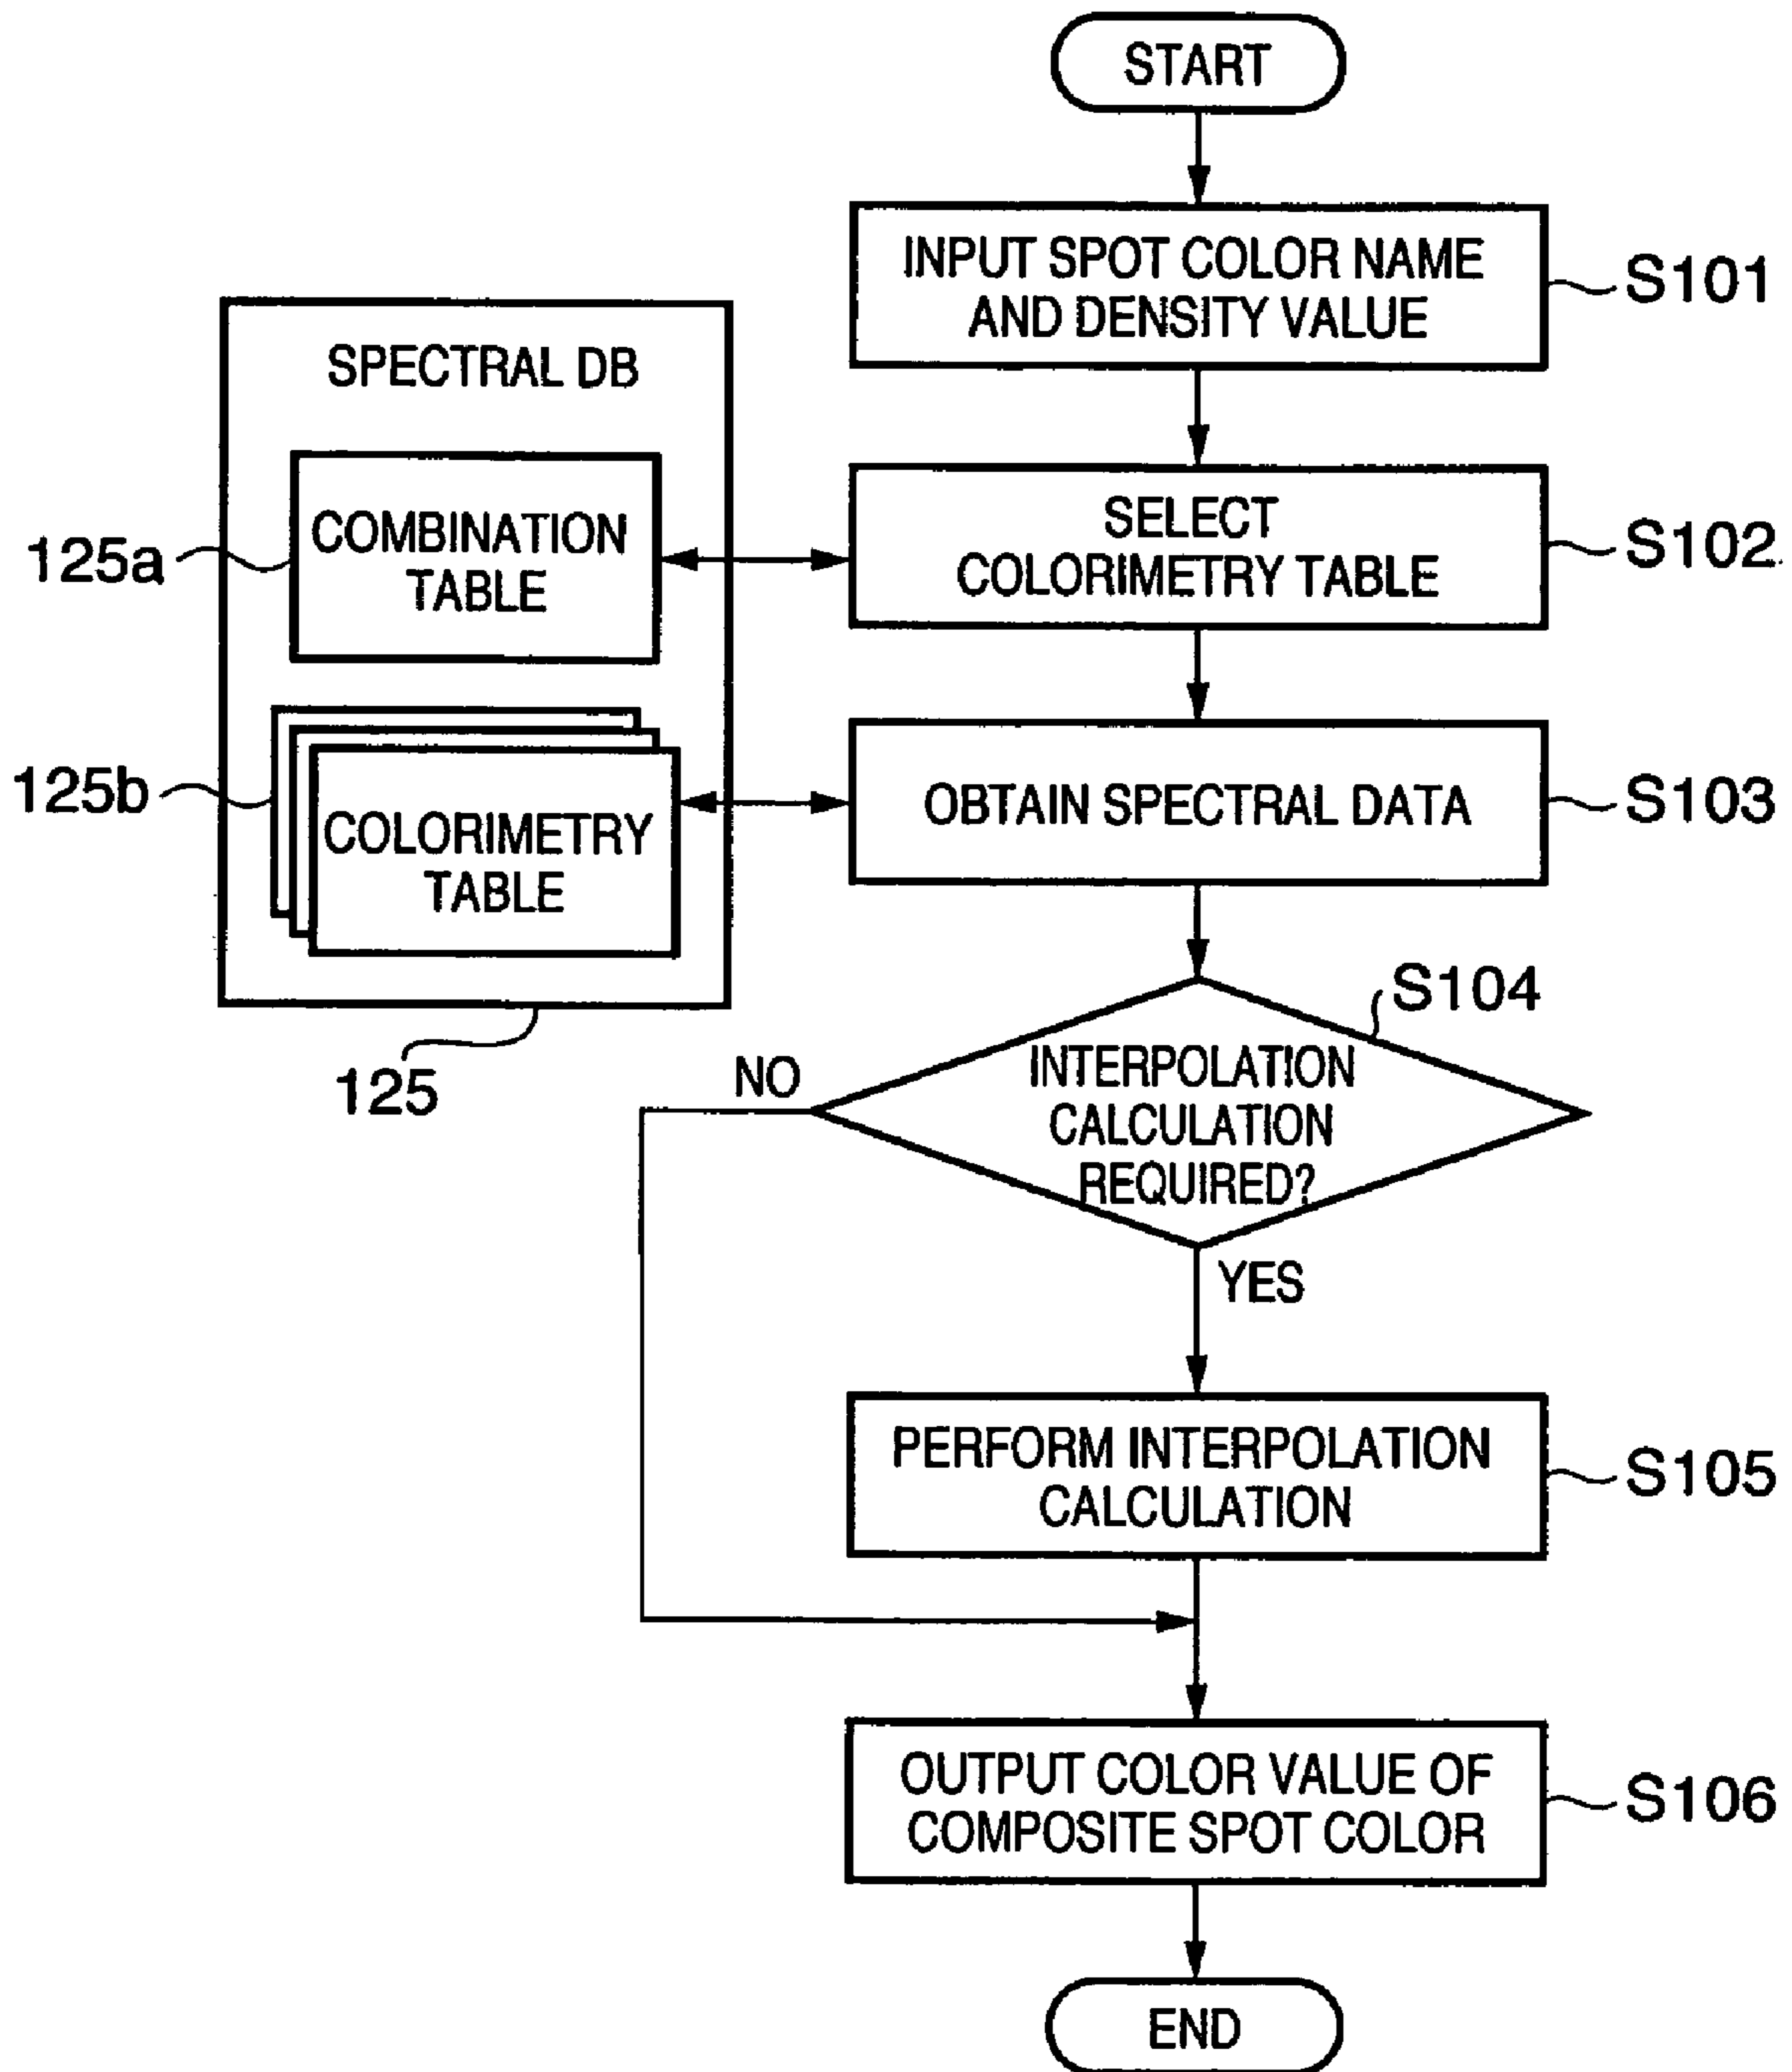 START
INPUT SPOT COLOR NAME
AND DENSITY VALUE
S101
SPECTRAL DB
COMBINATION
TABLE
125a
SELECT
COLORIMETRY TABLE
S102
125b
COLORIMETRY
TABLE
OBTAIN SPECTRAL DATA
S103
125
S104
INTERPOLATION
CALCULATION
REQUIRED?
NO
YES
PERFORM INTERPOLATION
CALCULATION
S105
OUTPUT COLOR VALUE OF
COMPOSITE SPOT COLOR
S106
END